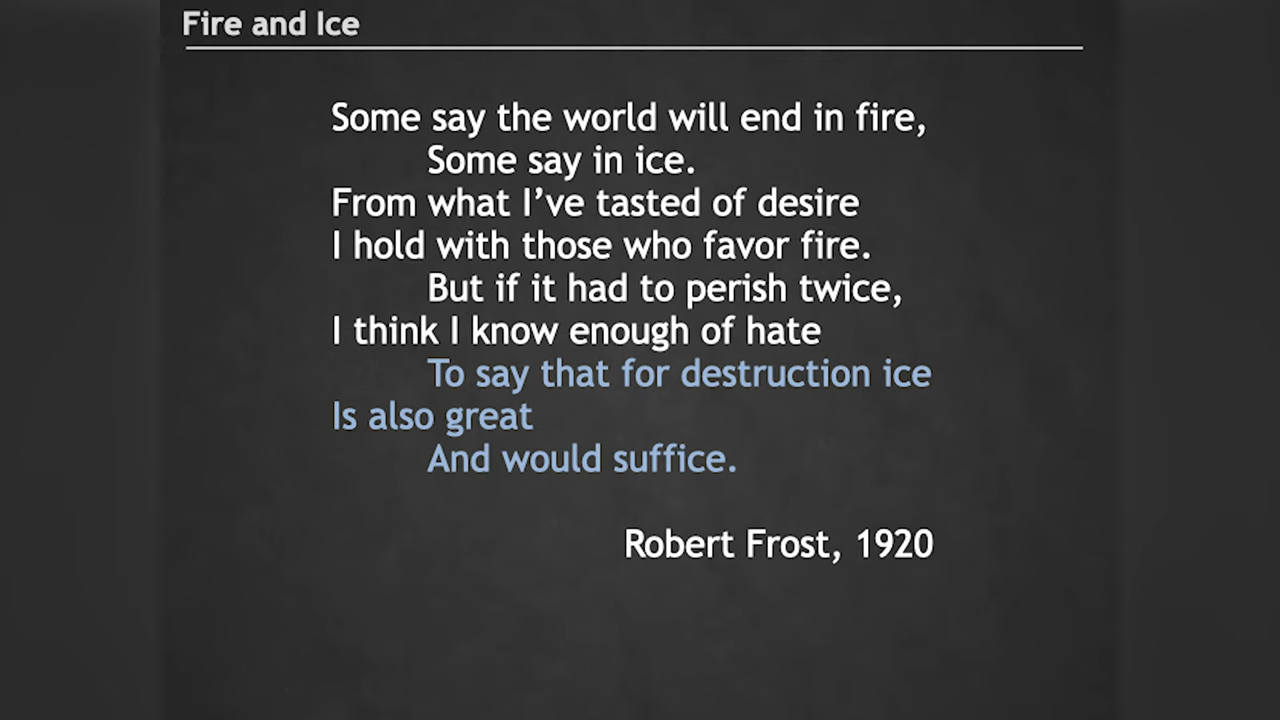 Fire and Ice
Some say the world will end in fire,
Some say in ice.
From what I’ve tasted of desire
I hold with those who favor fire.
But if it had to perish twice,
I think I know enough of hate
To say that for destruction ice
Is also great
And would suffice.
Robert Frost, 1920